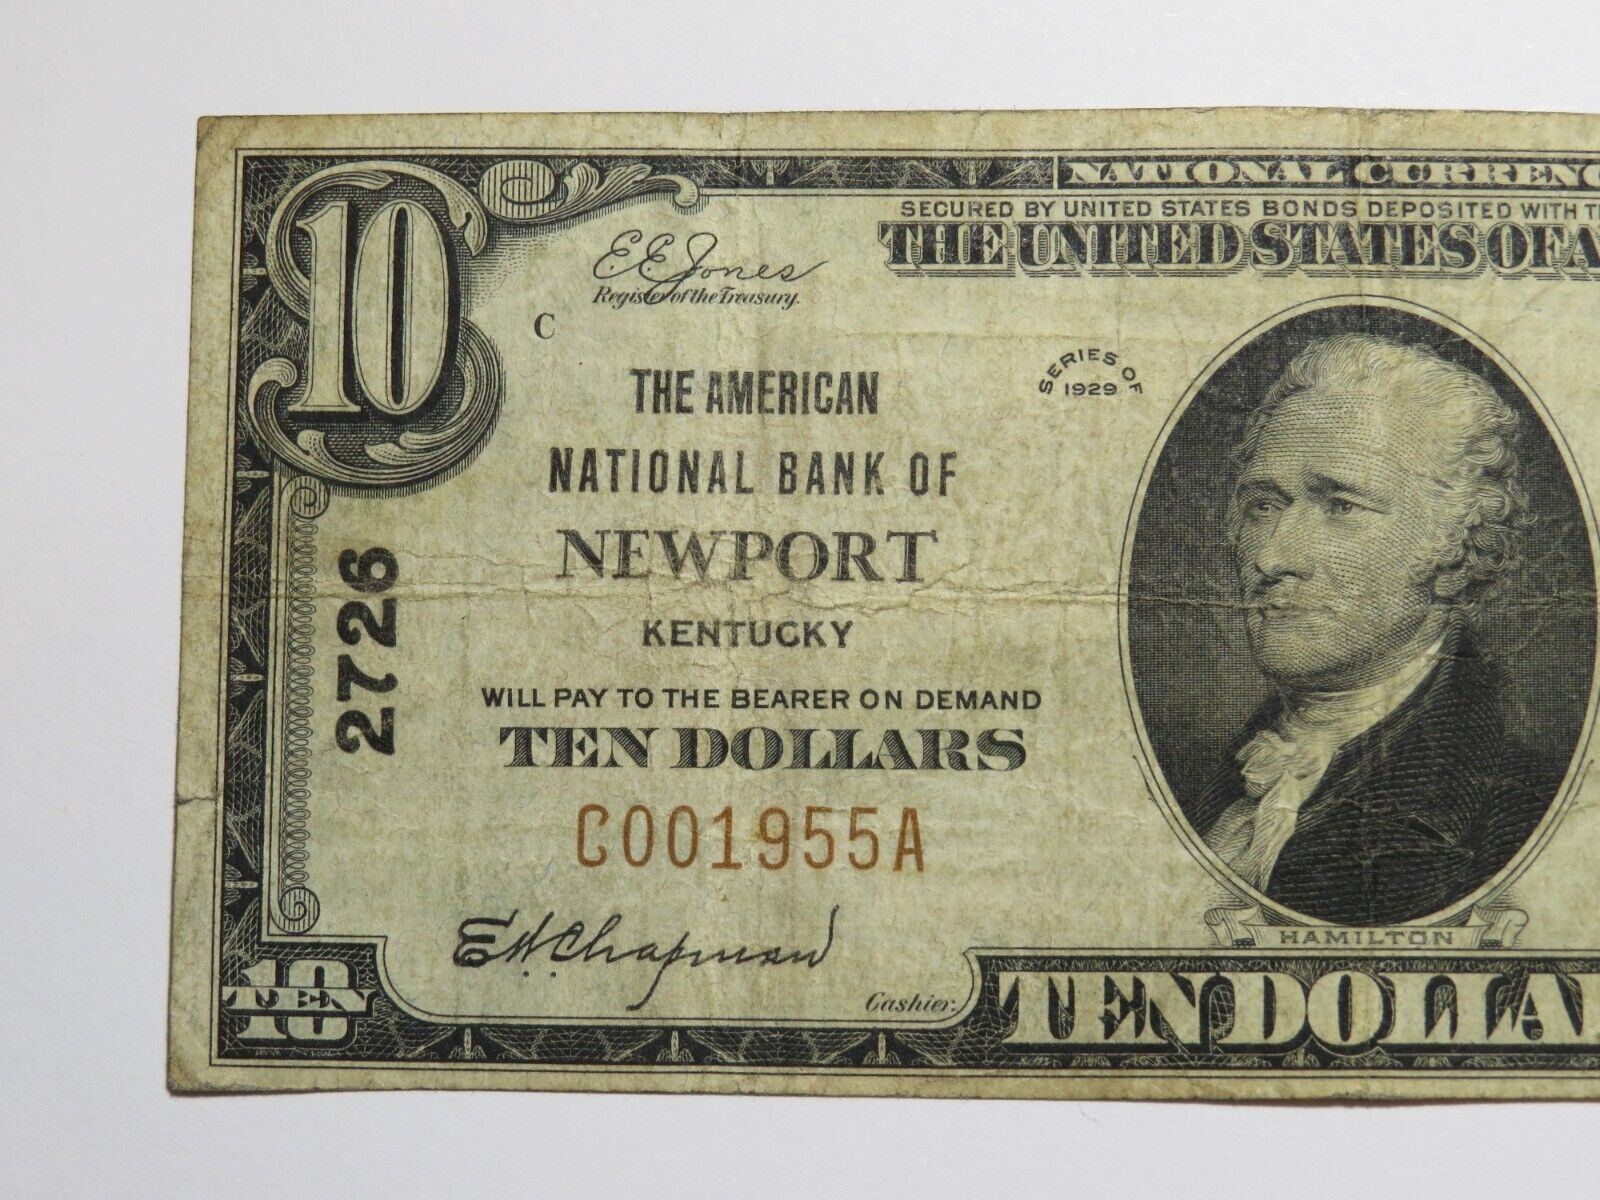 10
NATIONAL CURRENC
SECURED BY UNITED STATES BONDS DEPOSITED WITH T
THE UNITED STATES OF A
E.E. Jones
Register of the Treasury.
C
SERIES OF
1929
THE AMERICAN
NATIONAL BANK OF
NEWPORT
KENTUCKY
2726
WILL PAY TO THE BEARER ON DEMAND
TEN DOLLARS
C001955A
E H Chapman
Cashier.
HAMILTON
10
TEN
TEN DOLLA